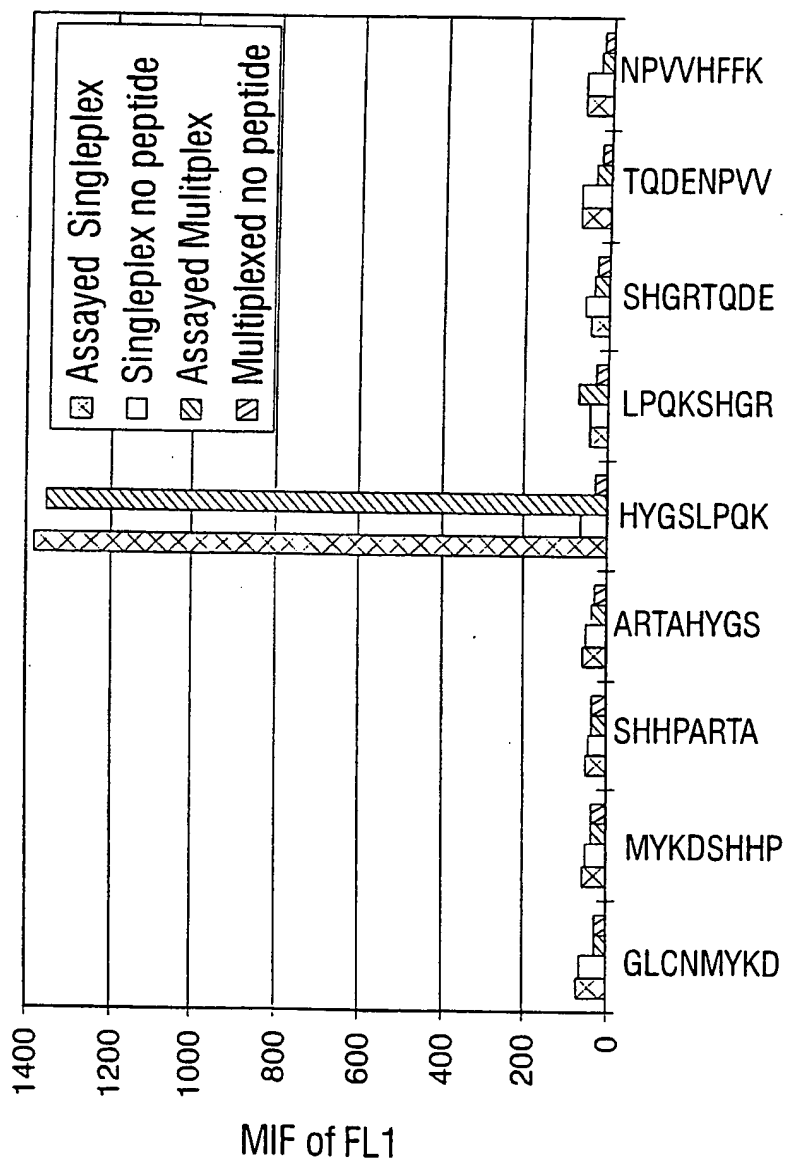 MIF of FL1
1400
1200
1000
800
600
400
200
0
Assayed Singleplex
Singleplex no peptide
Assayed Mulitplex
Multiplexed no peptide
GLCNMYKD
MYKDSHHP
SHHPARTA
ARTAHYGS
HYGSLPQK
LPQKSHGR
SHGRTQDE
TQDENPVV
NPVVHFFK